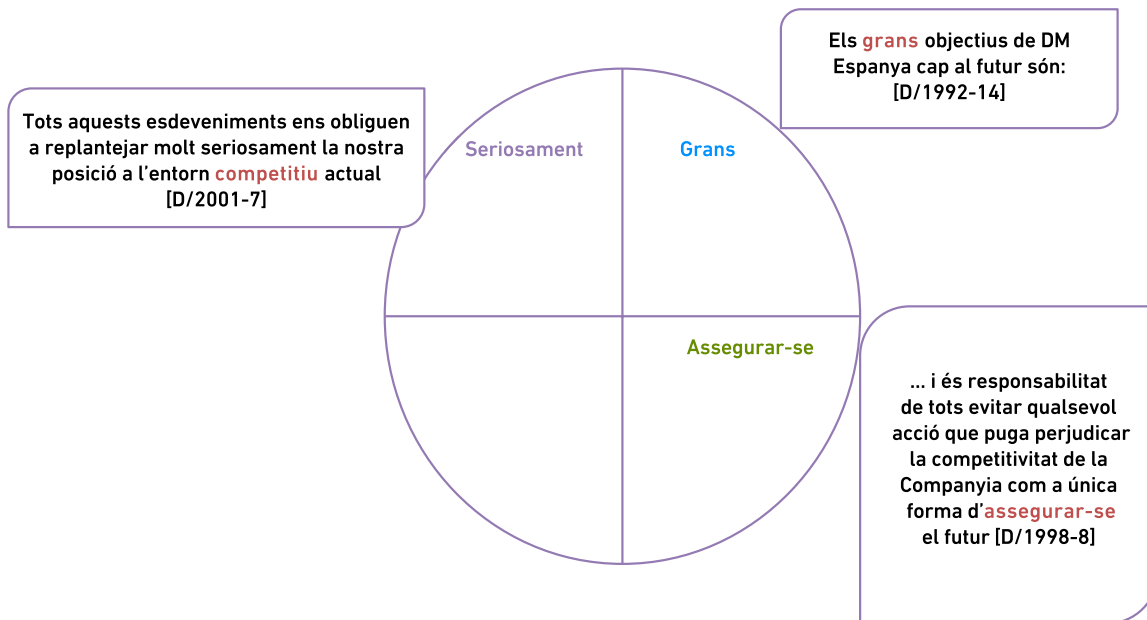 Els grans objectius de DM
Espanya cap al futur són:
[D/1992-14]
Tots aquests esdeveniments ens obliguen
a replantejar molt seriosament la nostra
posició a l’entorn competitiu actual
[D/2001-7]
Seriosament
Grans
Assegurar-se
... i és responsabilitat
de tots evitar qualsevol
acció que puga perjudicar
la competitivitat de la
Companyia com a única
forma d’assegurar-se
el futur [D/1998-8]